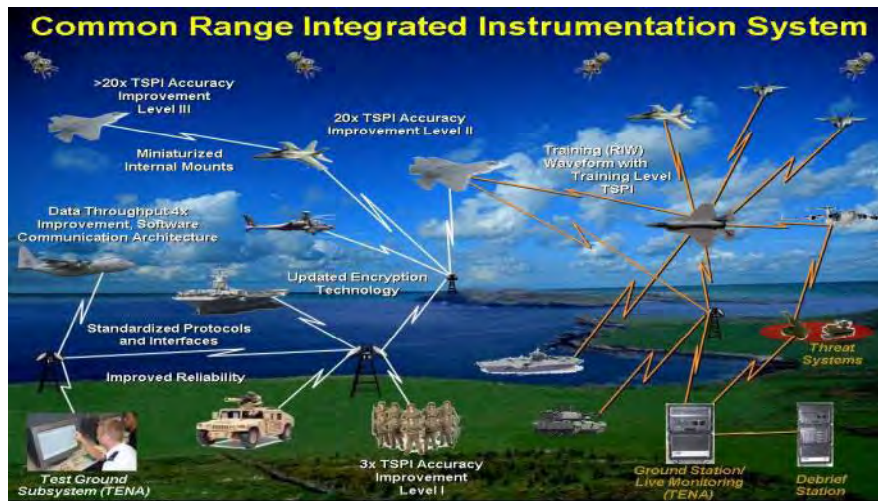 Common Range Integrated Instrumentation System
>20x TSPI Accuracy
Improvement
Level III
20x TSPI Accuracy
Improvement Level II
Miniaturized
Internal Mounts
Training (RIW)
Waveform with
Training Level
TSPI
Data Throughput 4x
Improvement, Software
Communication Architecture
Updated Encryption
Technology
Standardized Protocols
and Interfaces
Improved Reliability
Threat
Systems
Test Ground
Subsystem (TENA)
3x TSPI Accuracy
Improvement
Level I
Ground Station/
Live Monitoring
(TENA)
Debrief
Station